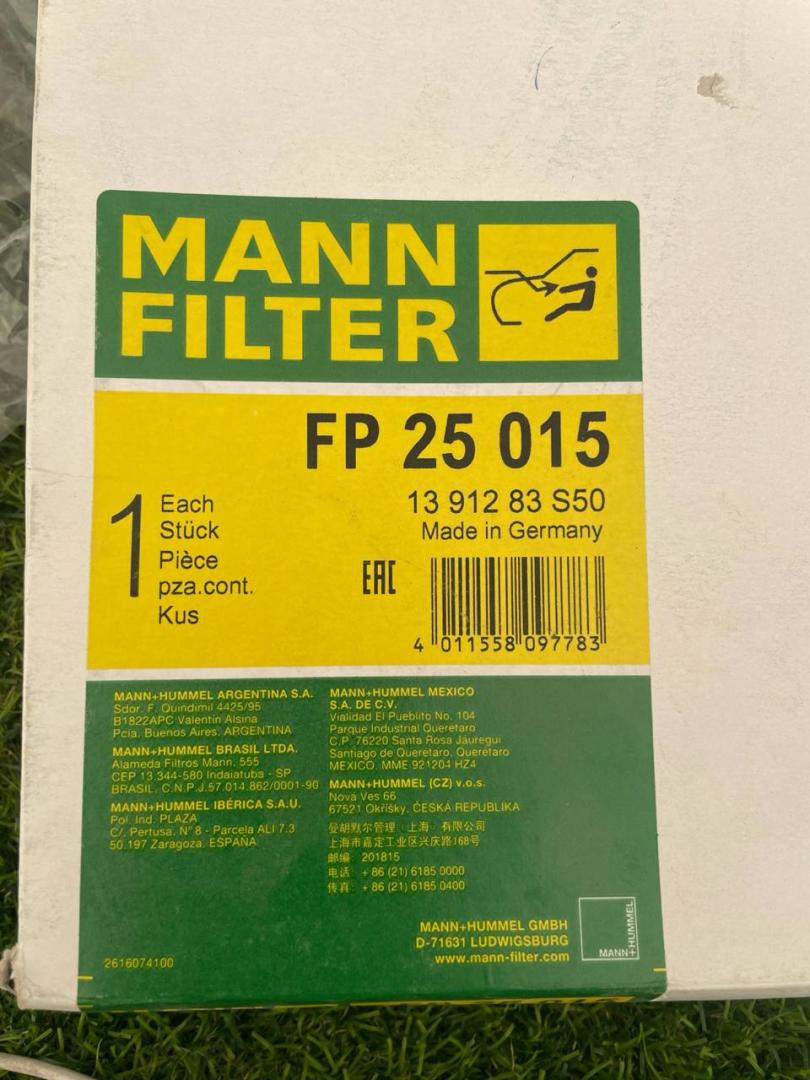 MANN
FILTER
FP 25 015
13 912 83 S50
Made in Germany
1
Each
Stück
Pièce
pza.cont.
Kus
EAC
4 011558 097783
MANN+HUMMEL ARGENTINA S.A.
Sdor. F. Quindimil 4425/95
B1822APC Valentín Alsina
Pcia. Buenos Aires. ARGENTINA
MANN+HUMMEL BRASIL LTDA.
Alameda Filtros Mann. 555
CEP 13.344-580 Indaiatuba - SP
BRASIL. C.N.P.J.57.014.862/0001-90
MANN+HUMMEL IBÉRICA S.A.U.
Pol. Ind. PLAZA
C/. Pertusa. N° 8 - Parcela ALI 7.3
50.197 Zaragoza. ESPAÑA
MANN+HUMMEL MEXICO
S.A. DE C.V.
Vialidad El Pueblito No. 104
Parque Industrial Querétaro
C.P. 76220 Santa Rosa Jáuregui
Santiago de Querétaro, Querétaro
MEXICO. MME 921204 HZ4
MANN+HUMMEL (CZ) v.o.s.
Nová Ves 66
67521 Okříšky, ČESKÁ REPUBLIKA
曼胡默尔管理（上海）有限公司
上海市嘉定工业区兴庆路168号
邮编: 201815
电话: + 86 (21) 6185 0000
传真: + 86 (21) 6185 0400
MANN+HUMMEL GMBH
D-71631 LUDWIGSBURG
www.mann-filter.com
MANN+HUMMEL
2616074100